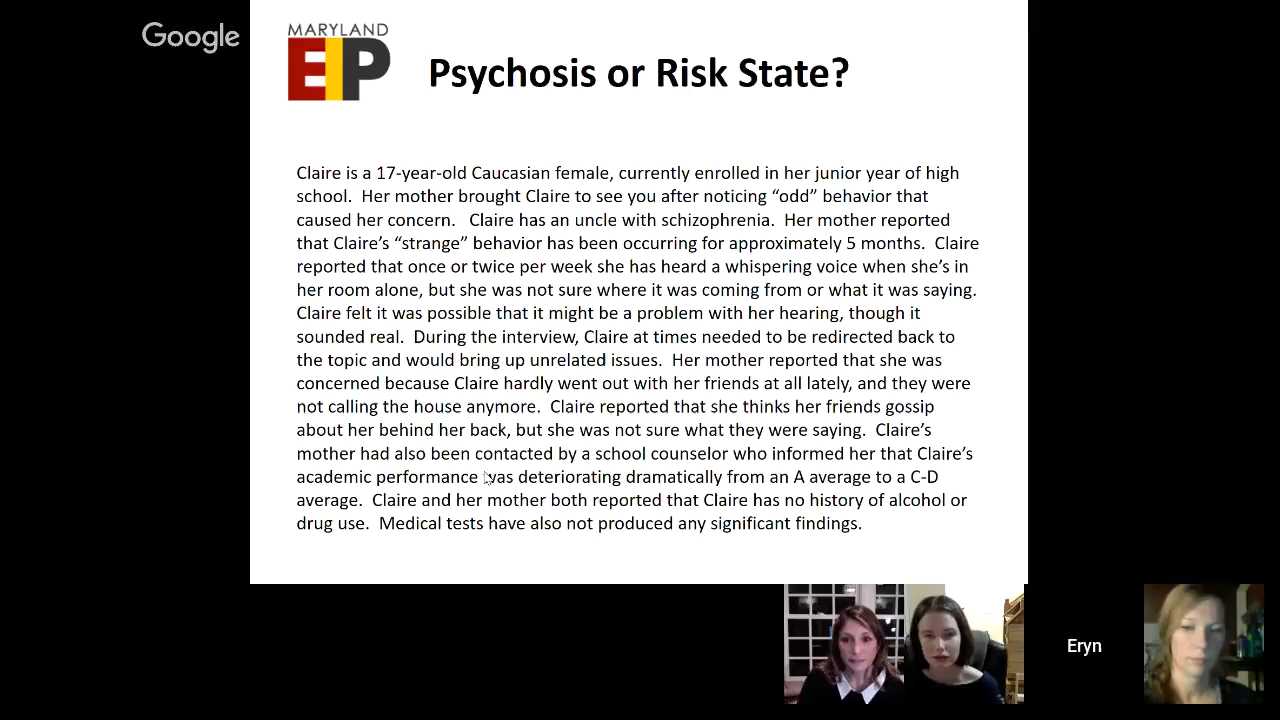 Google
MARYLAND
EIP
Psychosis or Risk State?
Claire is a 17-year-old Caucasian female, currently enrolled in her junior year of high
school.  Her mother brought Claire to see you after noticing “odd” behavior that
caused her concern.   Claire has an uncle with schizophrenia.  Her mother reported
that Claire’s “strange” behavior has been occurring for approximately 5 months.  Claire
reported that once or twice per week she has heard a whispering voice when she’s in
her room alone, but she was not sure where it was coming from or what it was saying.
Claire felt it was possible that it might be a problem with her hearing, though it
sounded real.  During the interview, Claire at times needed to be redirected back to
the topic and would bring up unrelated issues.  Her mother reported that she was
concerned because Claire hardly went out with her friends at all lately, and they were
not calling the house anymore.  Claire reported that she thinks her friends gossip
about her behind her back, but she was not sure what they were saying.  Claire’s
mother had also been contacted by a school counselor who informed her that Claire’s
academic performance was deteriorating dramatically from an A average to a C-D
average.  Claire and her mother both reported that Claire has no history of alcohol or
drug use.  Medical tests have also not produced any significant findings.
Eryn